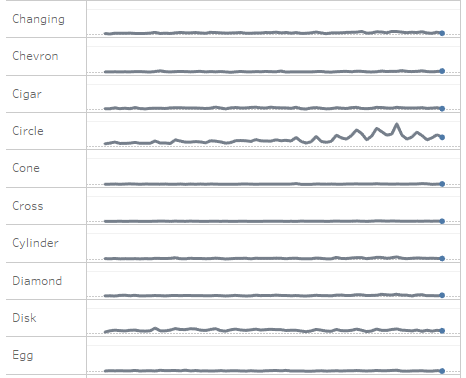 Changing
Chevron
Cigar
Circle
Cone
Cross
Cylinder
Diamond
Disk
Egg